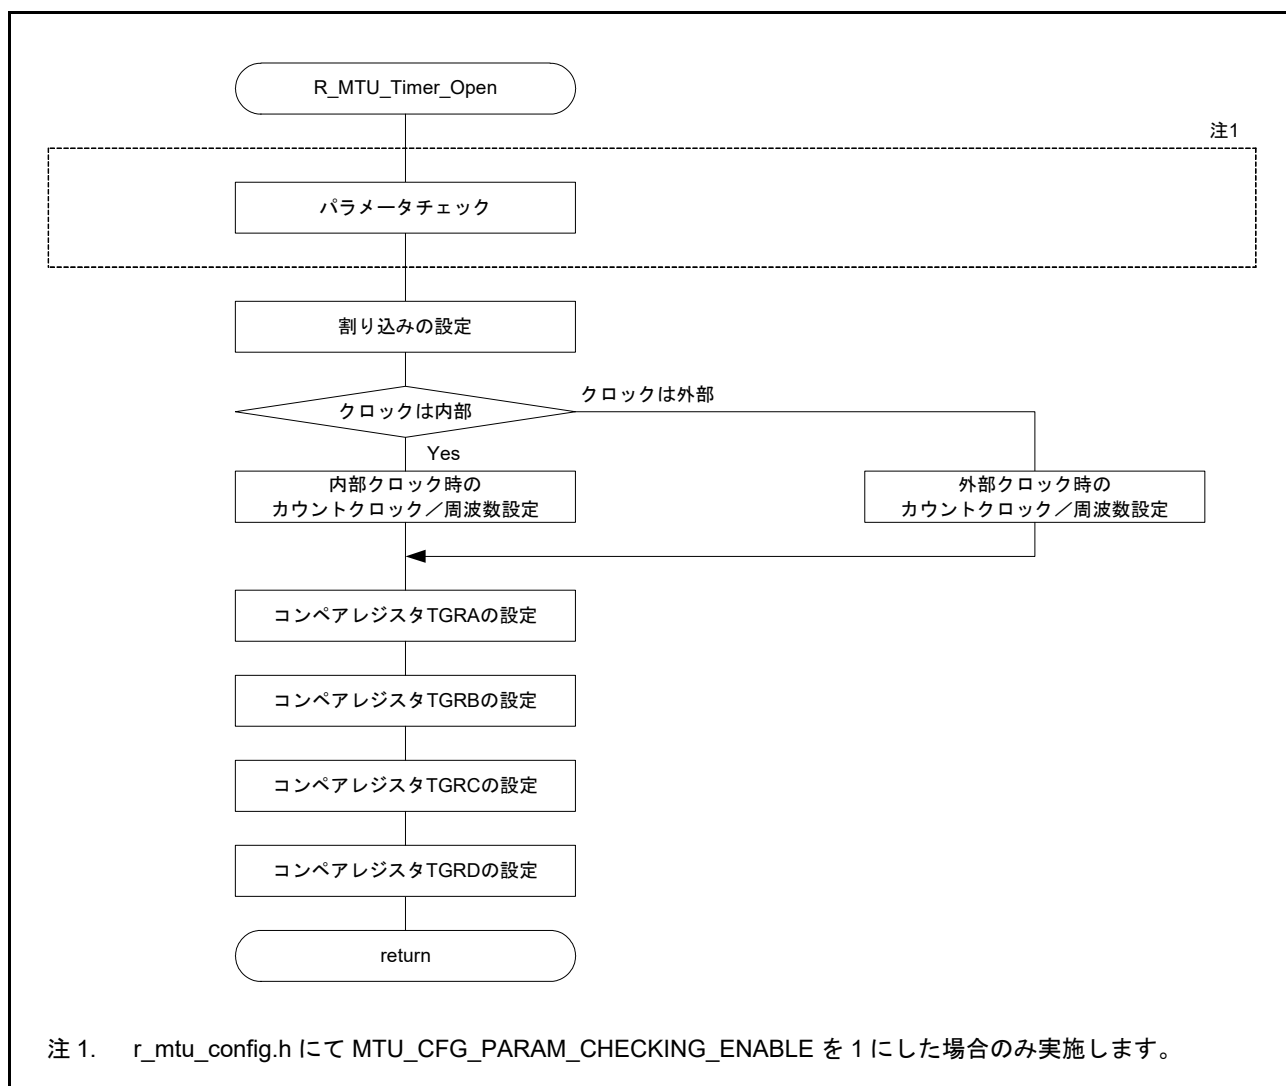 R_MTU_Timer_Open
注1
パラメータチェック
割り込みの設定
クロックは外部
クロックは内部
Yes
内部クロック時の
カウントクロック／周波数設定
外部クロック時の
カウントクロック／周波数設定
コンペアレジスタTGRAの設定
コンペアレジスタTGRBの設定
コンペアレジスタTGRCの設定
コンペアレジスタTGRDの設定
return
注 1. r_mtu_config.h にて MTU_CFG_PARAM_CHECKING_ENABLE を 1 にした場合のみ実施します。